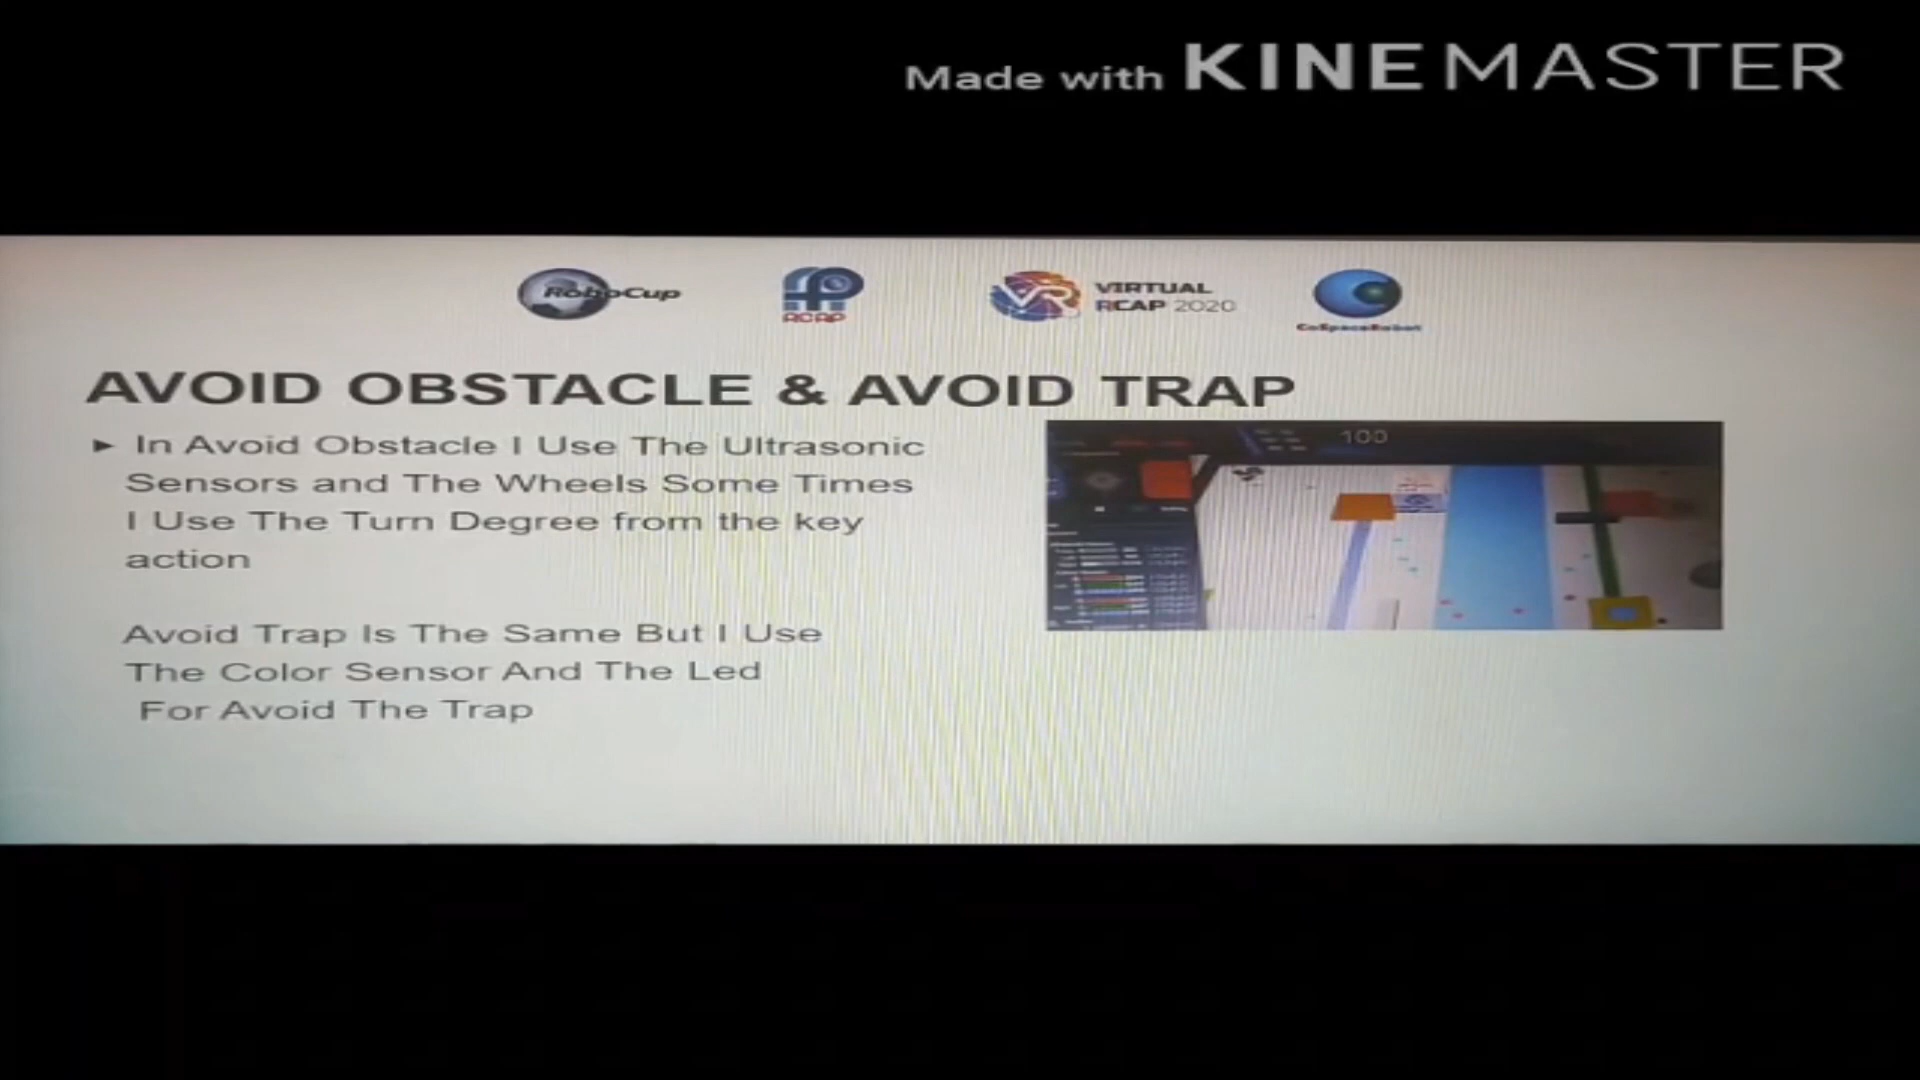 Made with KINEMASTER
RoboCup
RCAP
VIRTUAL
RCAP 2020
CoSpaceRobot
AVOID OBSTACLE & AVOID TRAP
► In Avoid Obstacle I Use The Ultrasonic
Sensors and The Wheels Some Times
I Use The Turn Degree from the key
action
100
Avoid Trap Is The Same But I Use
The Color Sensor And The Led
For Avoid The Trap